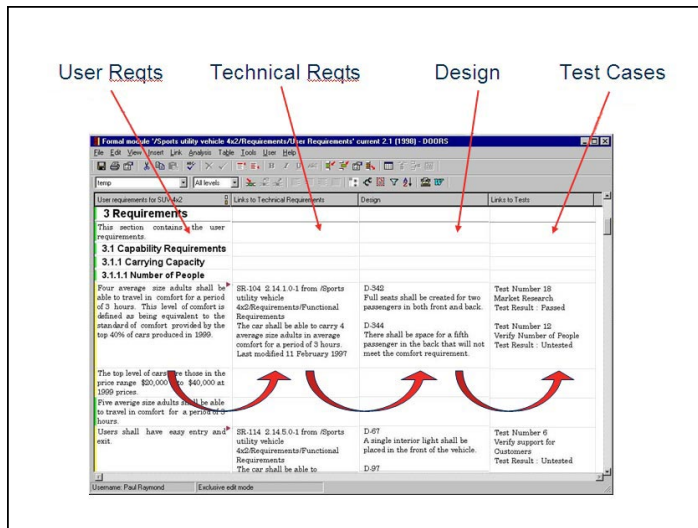 User Reqts
Technical Reqts
Design
Test Cases
Formal module '/Sports utility vehicle 4x2/Requirements/User Requirements' current 2.1 (1998) - DOORS
File Edit View Insert Link Analysis Table Tools User Help
temp
All levels
User requirements for SUV 4x2
Links to Technical Requirements
Design
Links to Tests
3 Requirements
This section contains the user
requirements.
3.1 Capability Requirements
3.1.1 Carrying Capacity
3.1.1.1 Number of People
Four average size adults shall be
able to travel in comfort for a period
of 3 hours. This level of comfort is
defined as being equivalent to the
standard of comfort provided by the
top 40% of cars produced in 1999.
SR-104 2.14.1.0-1 from /Sports
utility vehicle
4x2/Requirements/Functional
Requirements
The car shall be able to carry 4
average size adults in average
comfort for a period of 3 hours.
Last modified 11 February 1997
D-342
Full seats shall be created for two
passengers in both front and back.
D-344
There shall be space for a fifth
passenger in the back that will not
meet the comfort requirement.
Test Number 18
Market Research
Test Result : Passed
Test Number 12
Verify Number of People
Test Result : Untested
The top level of cars are those in the
price range $20,000 to $40,000 at
1999 prices.
Five averige size adults shall be able
to travel in comfort for a period of 3
hours.
Users shall have easy entry and
exit.
SR-114 2.14.5.0-1 from /Sports
utility vehicle
4x2/Requirements/Functional
Requirements
The car shall be able to
D-67
A single interior light shall be
placed in the front of the vehicle.
D-97
Test Number 6
Verify support for
Customers
Test Result : Untested
Username: Paul Raymond
Exclusive edit mode